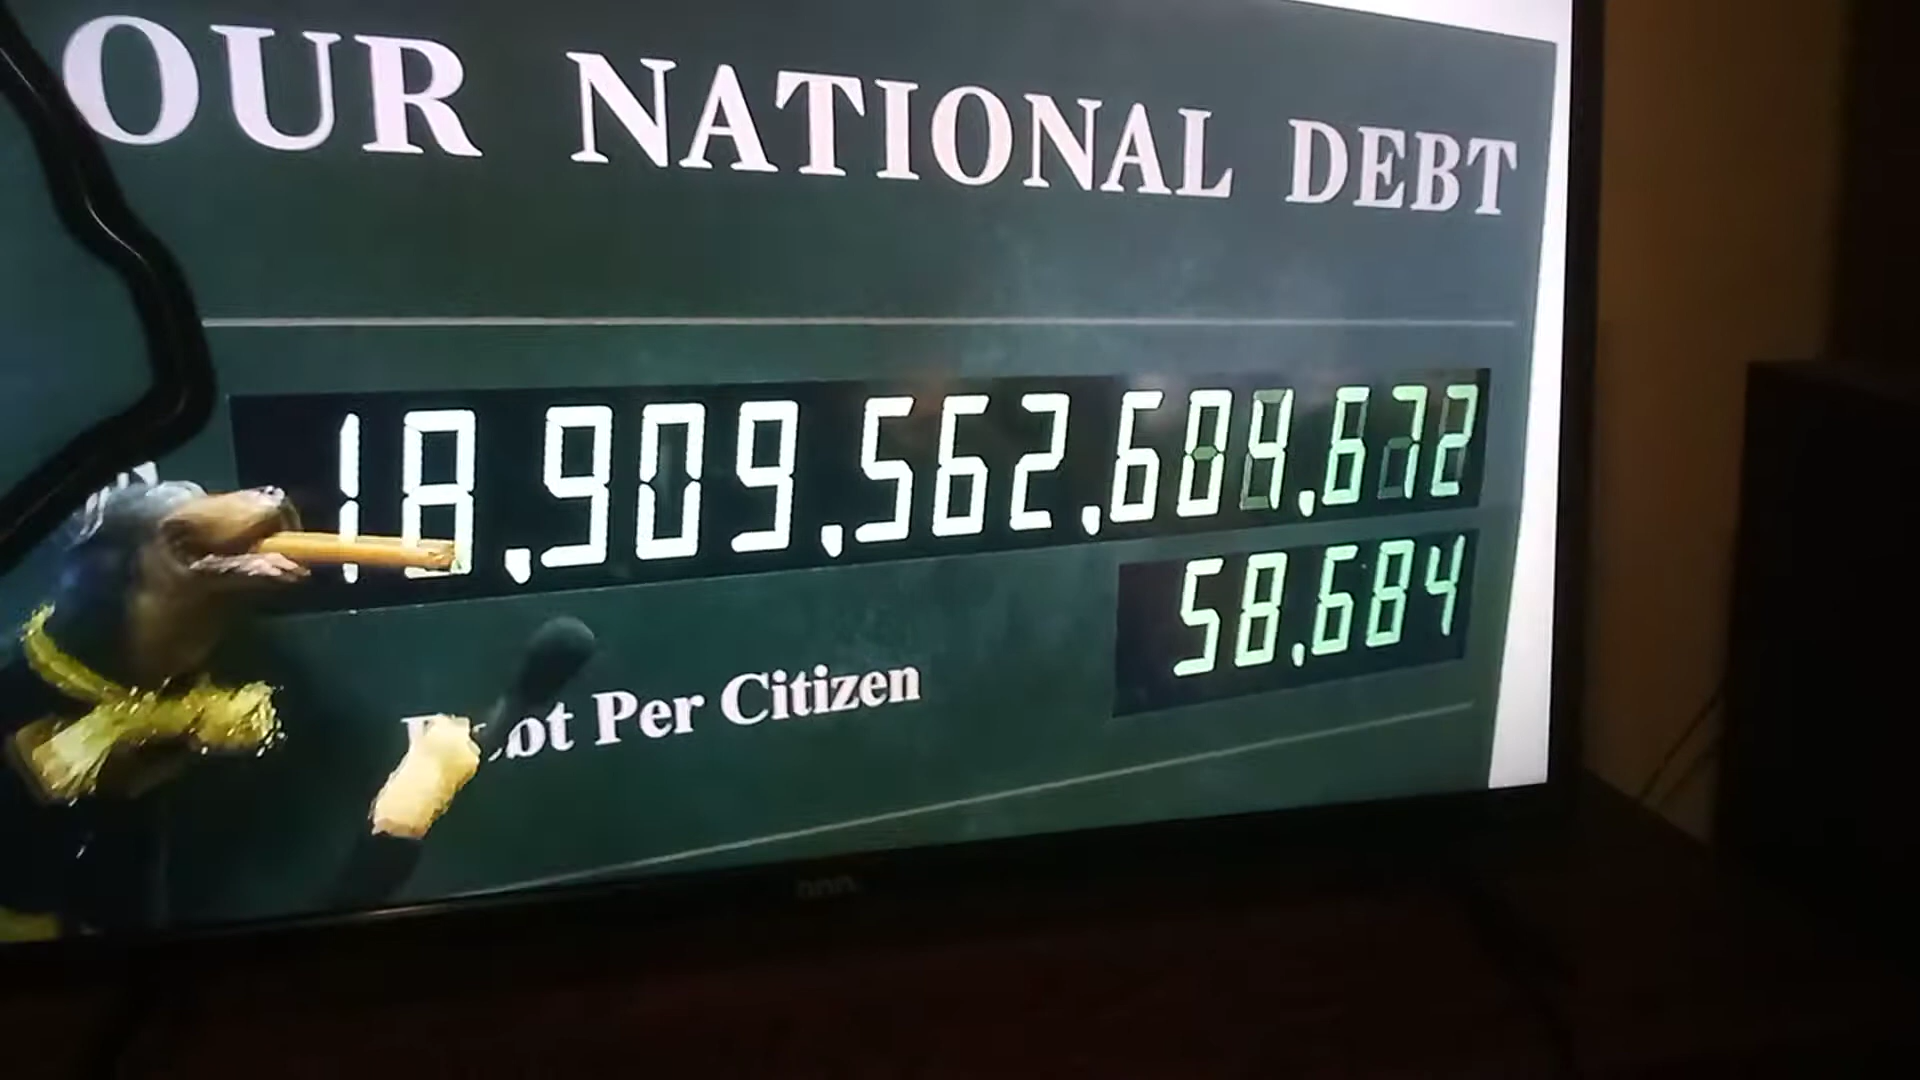 OUR NATIONAL DEBT
18,909,562,604,672
58,684
Per Citizen